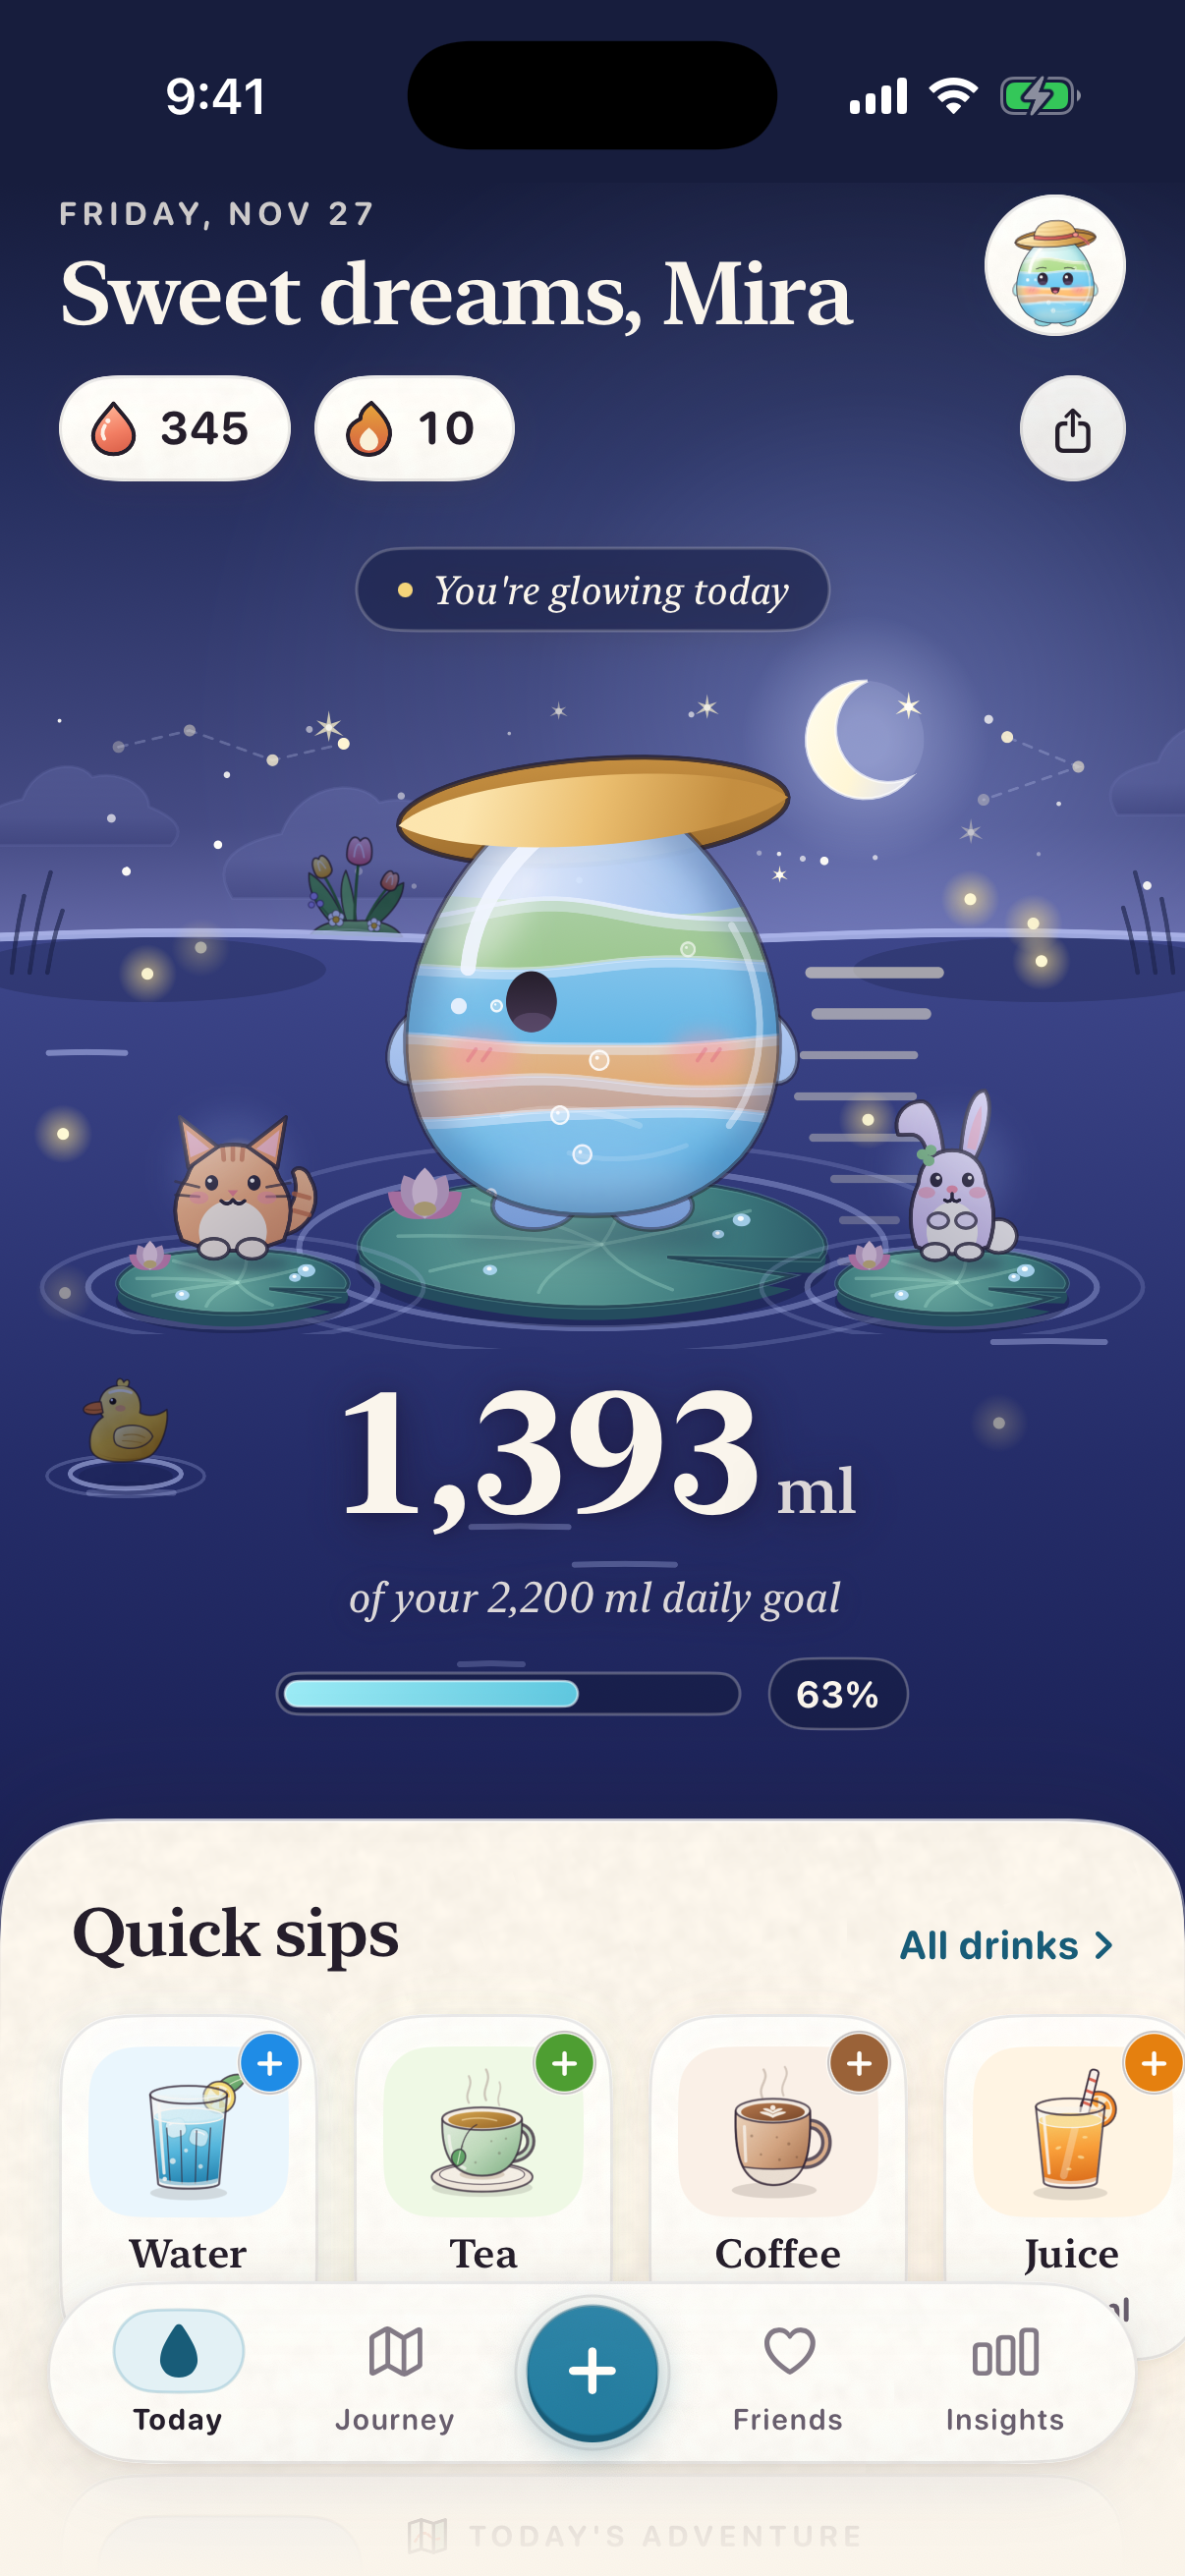 9:41
FRIDAY, NOV 27
Sweet dreams, Mira
345
10
You're glowing today
1,393 ml
of your 2,200 ml daily goal
63%
Quick sips
All drinks
Water
Tea
Coffee
Juice
Today
Journey
Friends
Insights
TODAY'S ADVENTURE